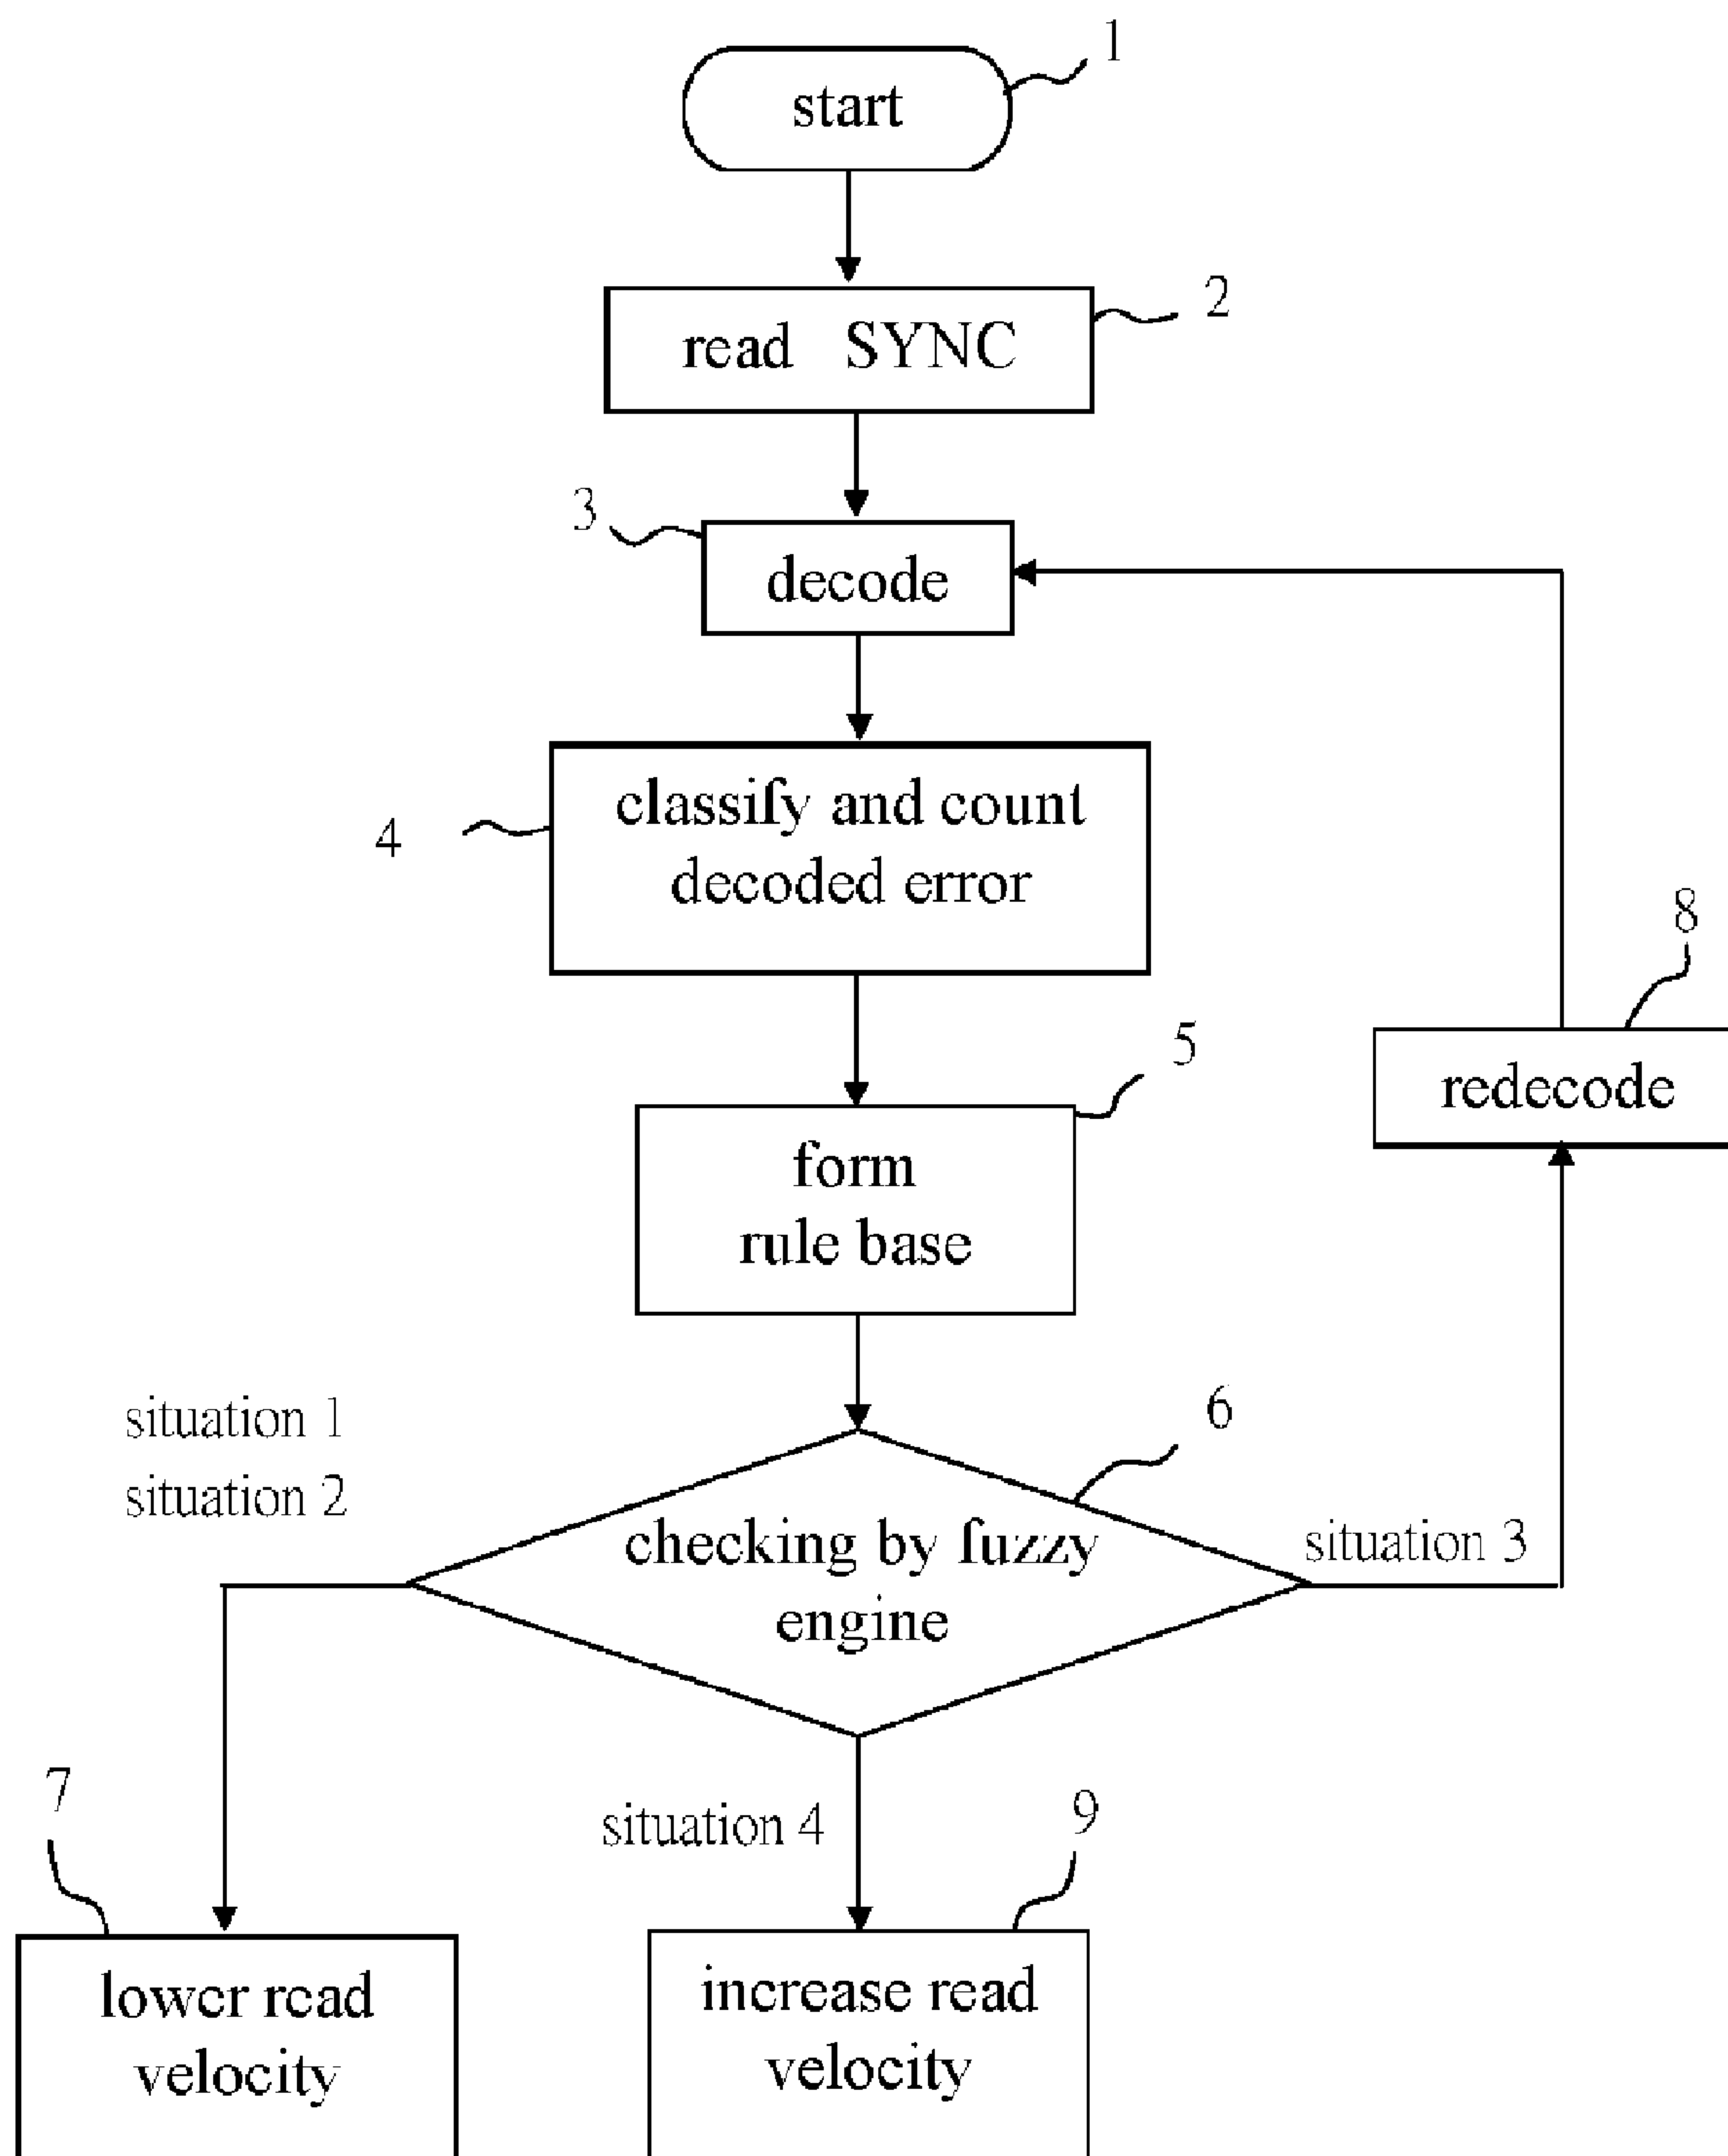 1
start
2
read SYNC
3
decode
4
classify and count
decoded error
8
redecode
5
form
rule base
situation 1
situation 2
6
checking by fuzzy
engine
situation 3
7
situation 4
9
lower read
velocity
increase read
velocity